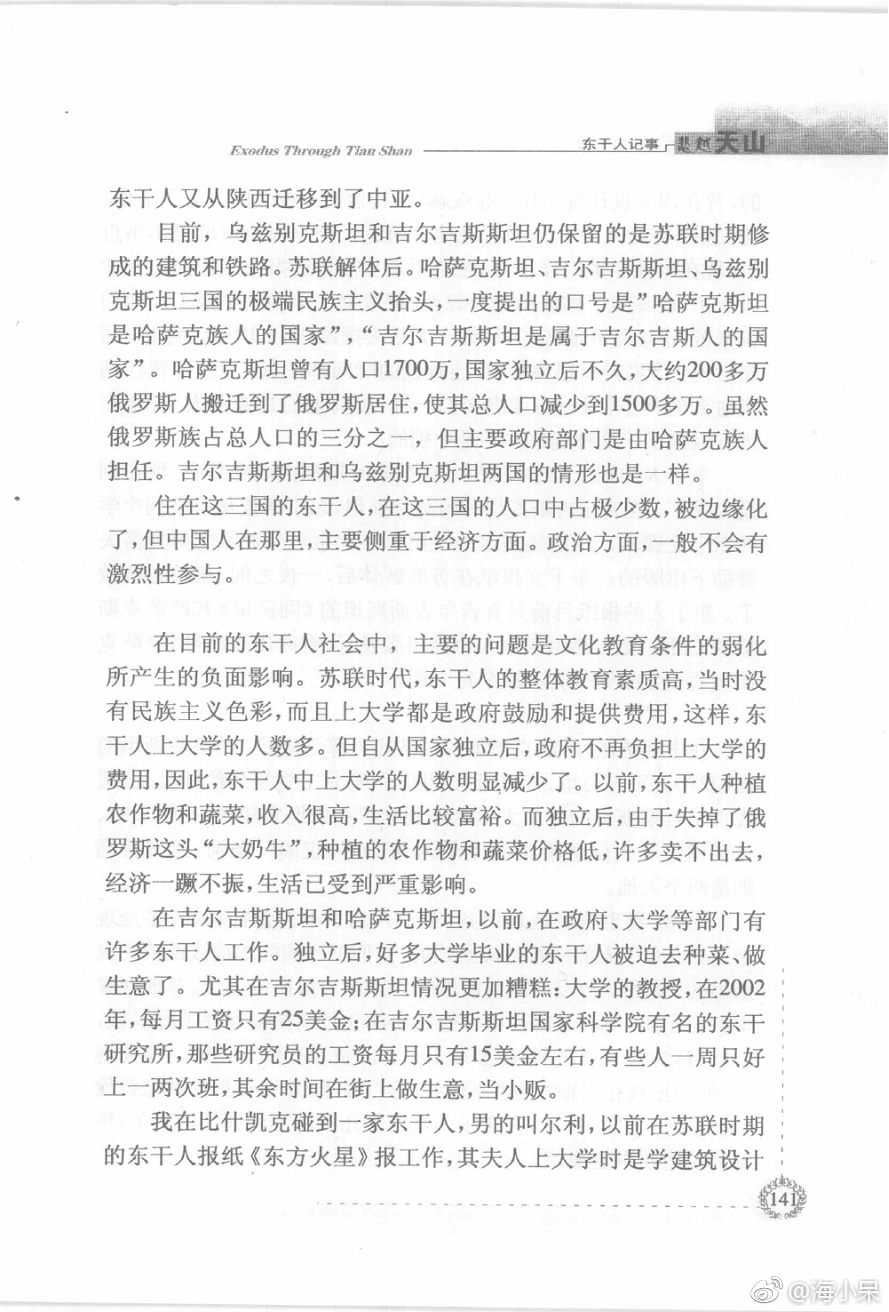 Exodus Through Tian Shan
东干人记事 悲越天山
东干人又从陕西迁移到了中亚。
目前，乌兹别克斯坦和吉尔吉斯斯坦仍保留的是苏联时期修
成的建筑和铁路。苏联解体后。哈萨克斯坦、吉尔吉斯斯坦、乌兹别
克斯坦三国的极端民族主义抬头，一度提出的口号是”哈萨克斯坦
是哈萨克族人的国家”，“吉尔吉斯斯坦是属于吉尔吉斯人的国
家”。哈萨克斯坦曾有人口1700万，国家独立后不久，大约200多万
俄罗斯人搬迁到了俄罗斯居住，使其总人口减少到1500多万。虽然
俄罗斯族占总人口的三分之一，但主要政府部门是由哈萨克族人
担任。吉尔吉斯斯坦和乌兹别克斯坦两国的情形也是一样。
住在这三国的东干人，在这三国的人口中占极少数，被边缘化
了，但中国人在那里，主要侧重于经济方面。政治方面，一般不会有
激烈性参与。
在目前的东干人社会中，主要的问题是文化教育条件的弱化
所产生的负面影响。苏联时代，东干人的整体教育素质高，当时没
有民族主义色彩，而且上大学都是政府鼓励和提供费用，这样，东
干人上大学的人数多。但自从国家独立后，政府不再负担上大学的
费用，因此，东干人中上大学的人数明显减少了。以前，东干人种植
农作物和蔬菜，收入很高，生活比较富裕。而独立后，由于失掉了俄
罗斯这头“大奶牛”，种植的农作物和蔬菜价格低，许多卖不出去，
经济一蹶不振，生活已受到严重影响。
在吉尔吉斯斯坦和哈萨克斯坦，以前，在政府、大学等部门有
许多东干人工作。独立后，好多大学毕业的东干人被迫去种菜、做
生意了。尤其在吉尔吉斯斯坦情况更加糟糕：大学的教授，在2002
年，每月工资只有25美金；在吉尔吉斯斯坦国家科学院有名的东干
研究所，那些研究员的工资每月只有15美金左右，有些人一周只好
上一两次班，其余时间在街上做生意，当小贩。
我在比什凯克碰到一家东干人，男的叫尔利，以前在苏联时期
的东干人报纸《东方火星》报工作，其夫人上大学时是学建筑设计
141
@海小呆